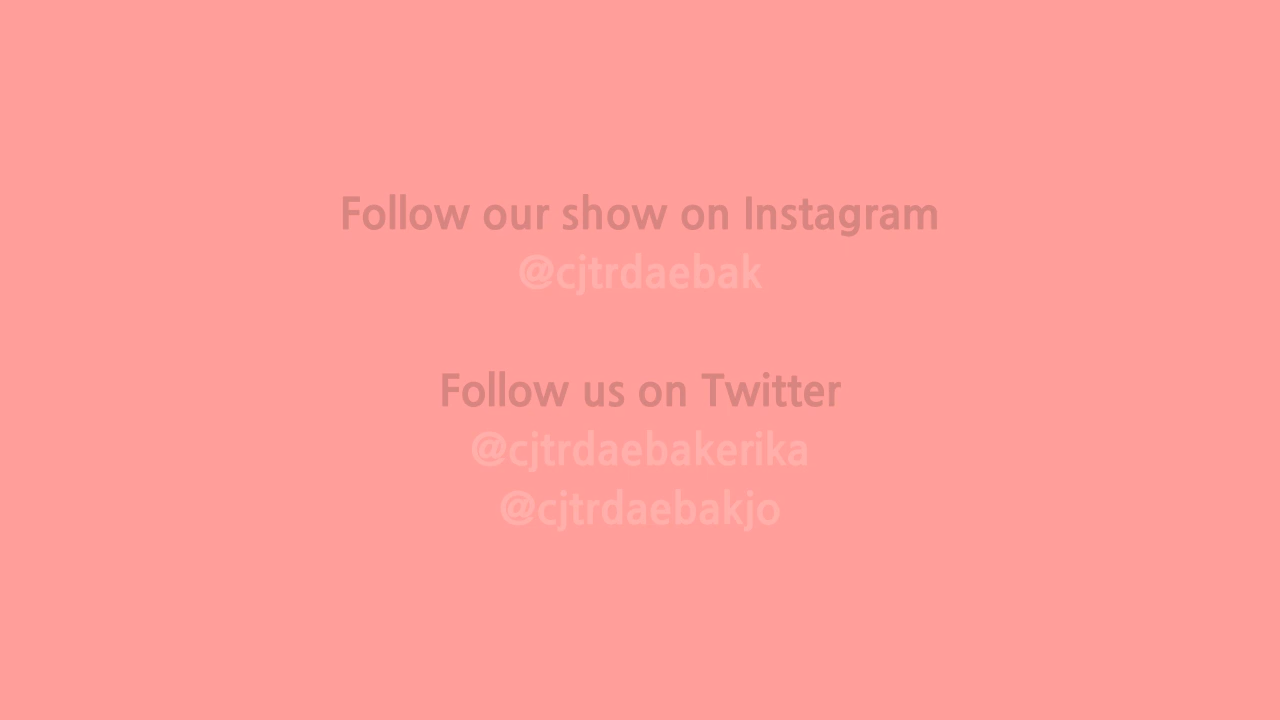 Follow our show on Instagram
@cjtrdaebak
Follow us on Twitter
@cjtrdaebakerika
@cjtrdaebakjo